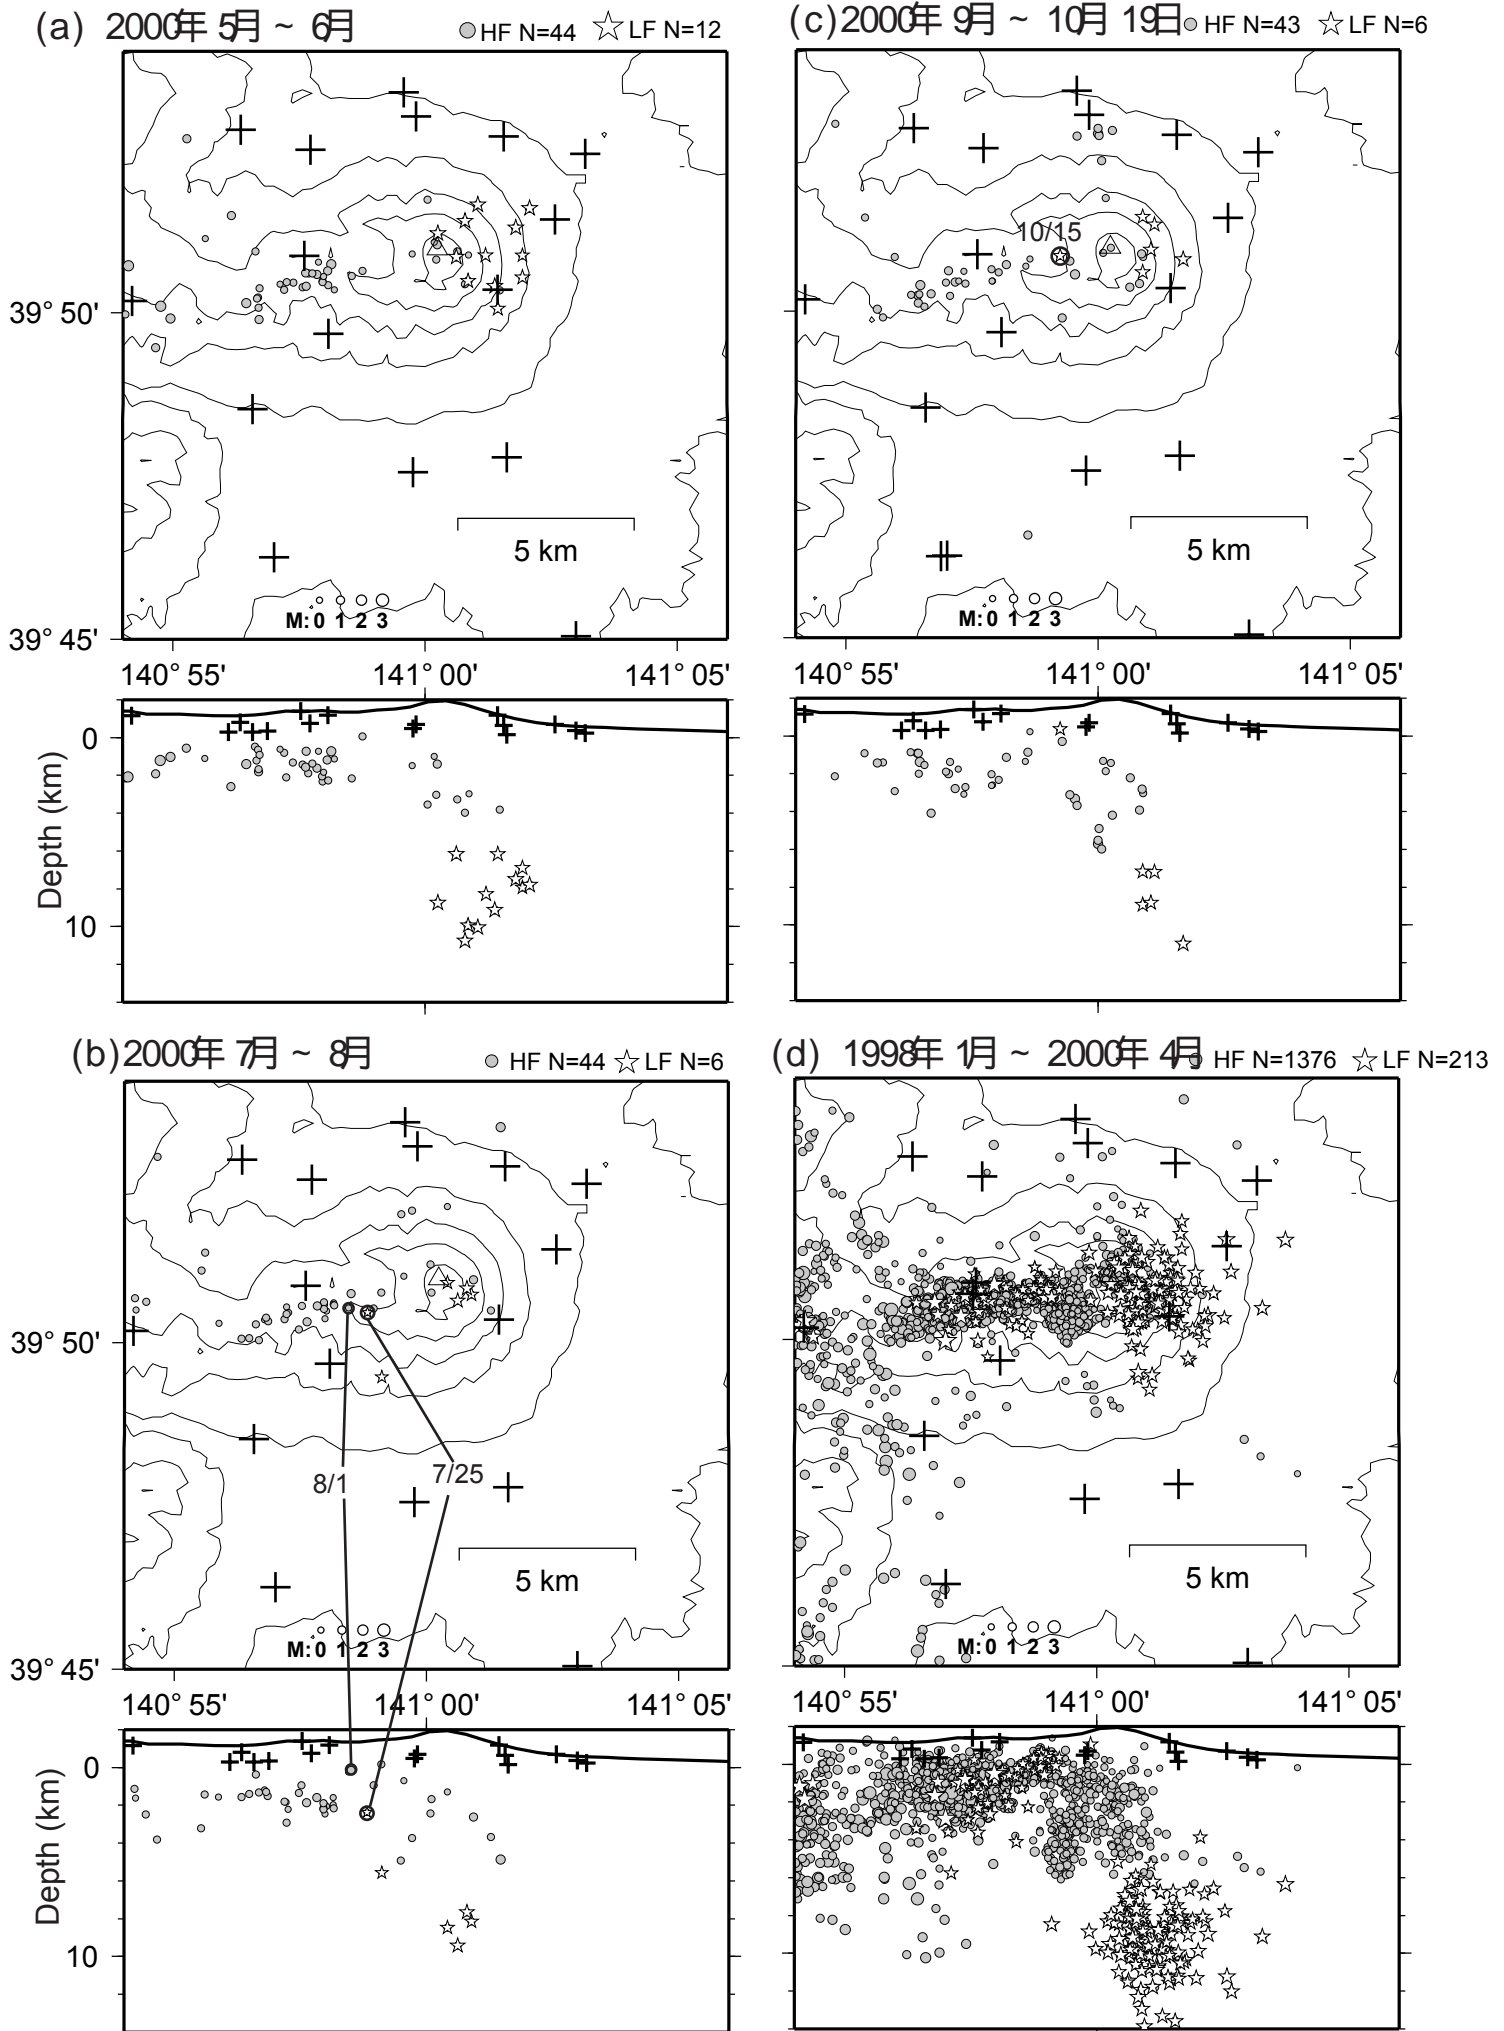 (a) 2000年 5月 ~ 6月 HF N=44 LF N=12
39° 50'
5 km
M: 0 1 2 3
39° 45'
140° 55' 141° 00' 141° 05'
0
Depth (km)
10
(c) 2000年 9月 ~ 10月 19日 HF N=43 LF N=6
10/15
5 km
M: 0 1 2 3
140° 55' 141° 00' 141° 05'
(b) 2000年 7月 ~ 8月 HF N=44 LF N=6
39° 50'
8/1
7/25
5 km
M: 0 1 2 3
39° 45'
140° 55' 141° 00' 141° 05'
0
Depth (km)
10
(d) 1998年 1月 ~ 2000年 4月 HF N=1376 LF N=213
5 km
M: 0 1 2 3
140° 55' 141° 00' 141° 05'